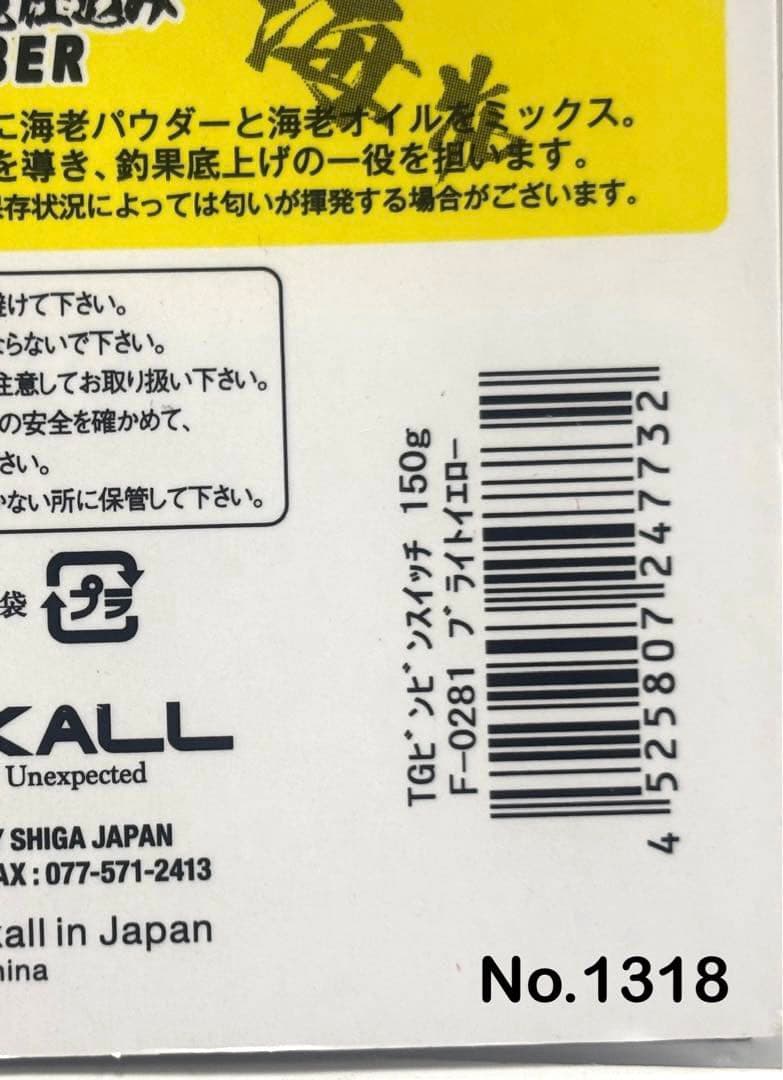 仕込み
BER
海老
に海老パウダーと海老オイルをミックス。
を導き、釣果底上げの一役を担います。
保存状況によっては匂いが揮発する場合がございます。
避けて下さい。
ならないで下さい。
注意してお取り扱い下さい。
の安全を確かめて、
さい。
かない所に保管して下さい。
袋
プラ
KALL
Unexpected
Y SHIGA JAPAN
AX : 077-571-2413
kall in Japan
hina
TGﾋﾞﾝﾋﾞﾝスイッチ 150g
F-0281 ﾌﾞライトイエロー
4 525807 247732
No.1318